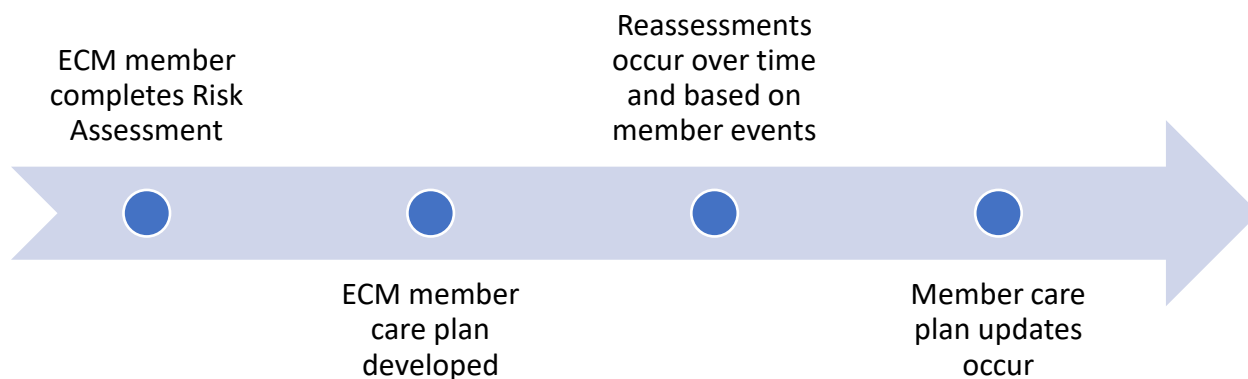 ECM member
completes Risk
Assessment
ECM member
care plan
developed
Reassessments
occur over time
and based on
member events
Member care
plan updates
occur